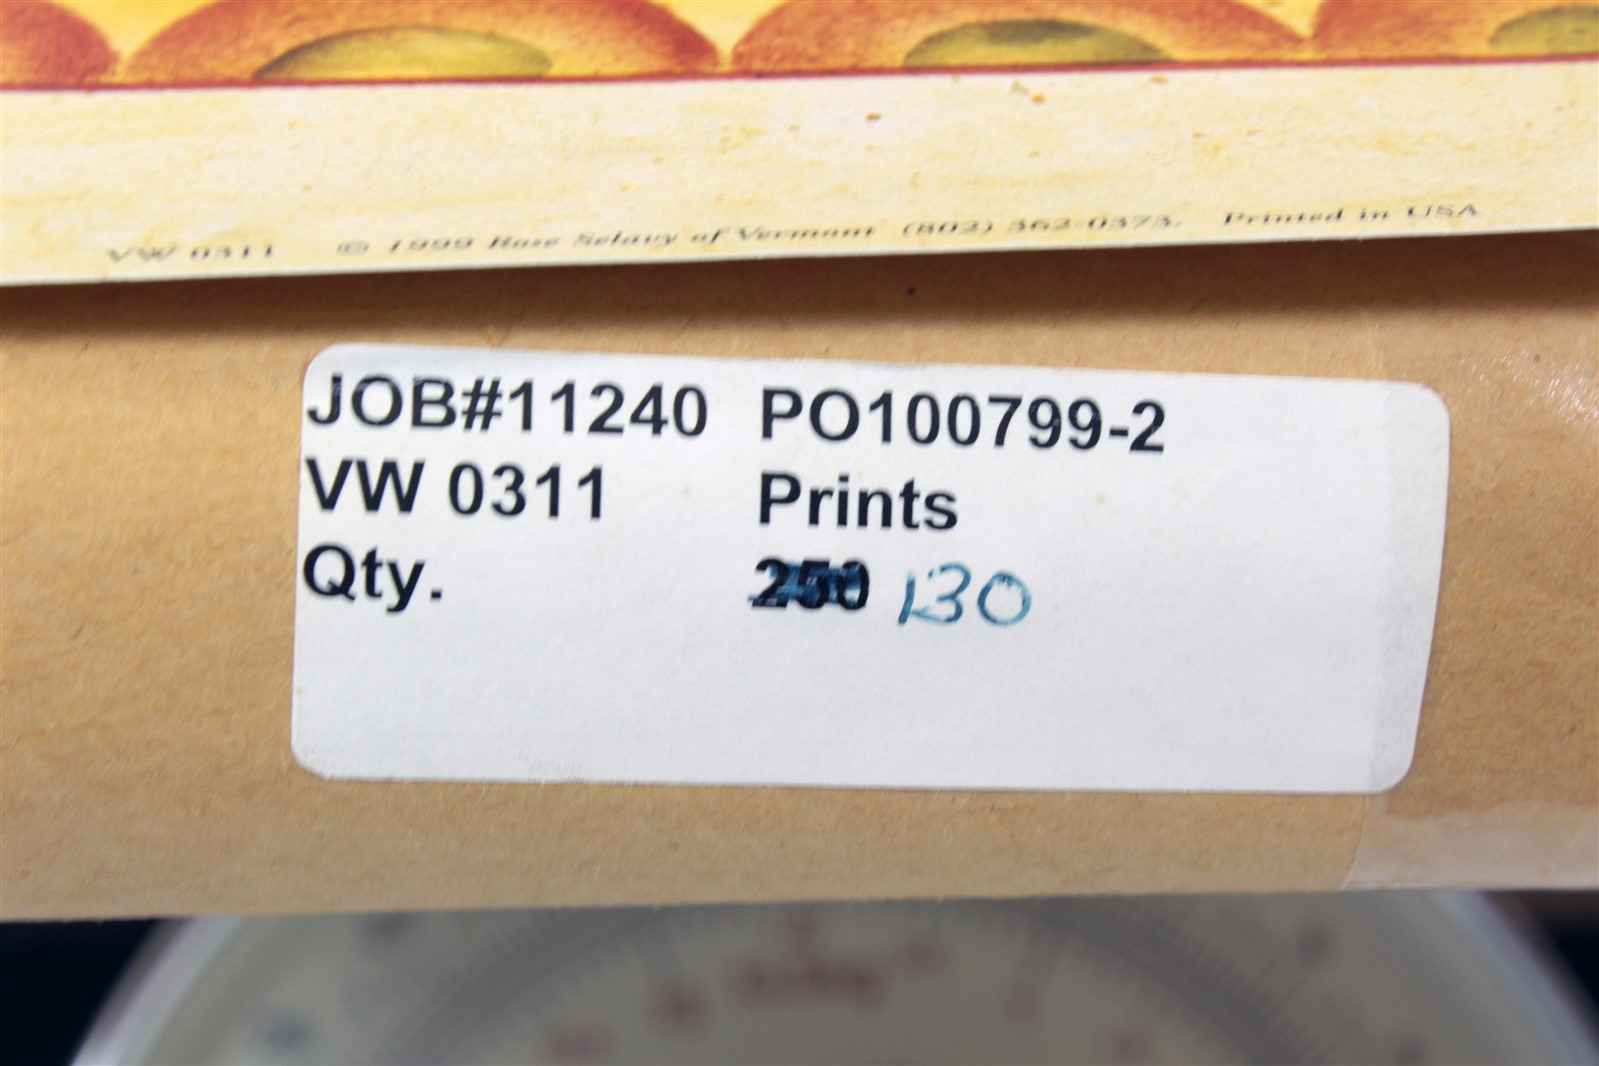 VW 0311 © 1999 Rose Selavy of Vermont (802) 362-0373. Printed in USA
JOB#11240 PO100799-2
VW 0311 Prints
Qty. 250 130